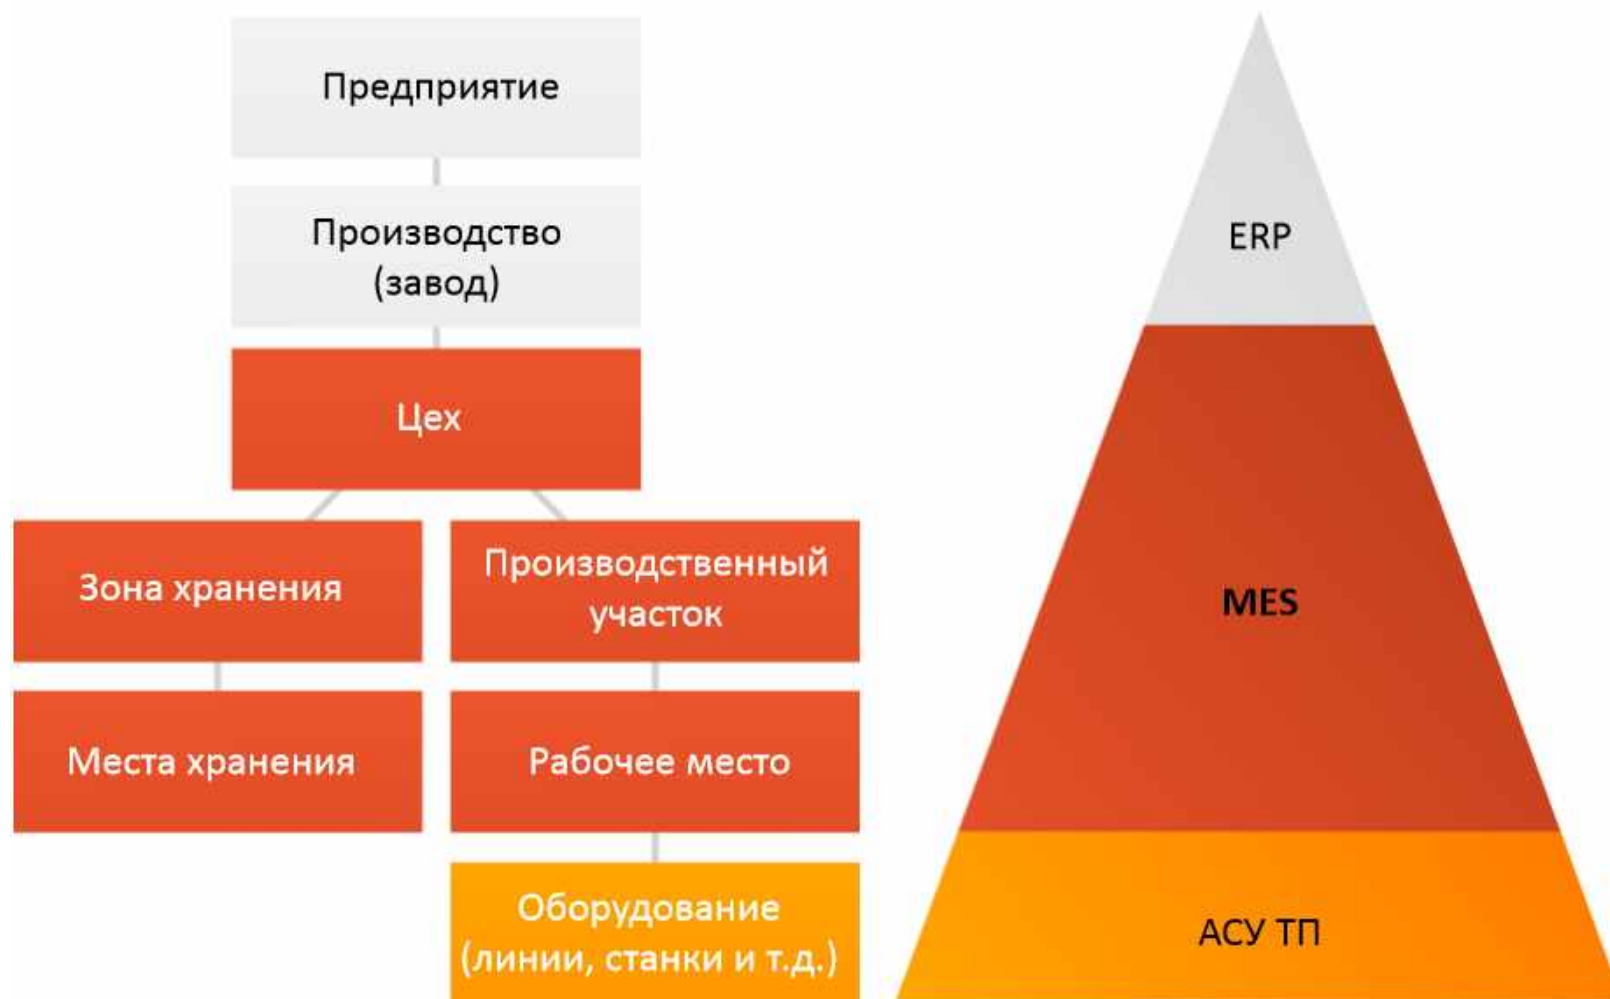 Предприятие
Производство
(завод)
Цех
Зона хранения
Производственный
участок
Места хранения
Рабочее место
Оборудование
(линии, станки и т.д.)
ERP
MES
АСУ ТП